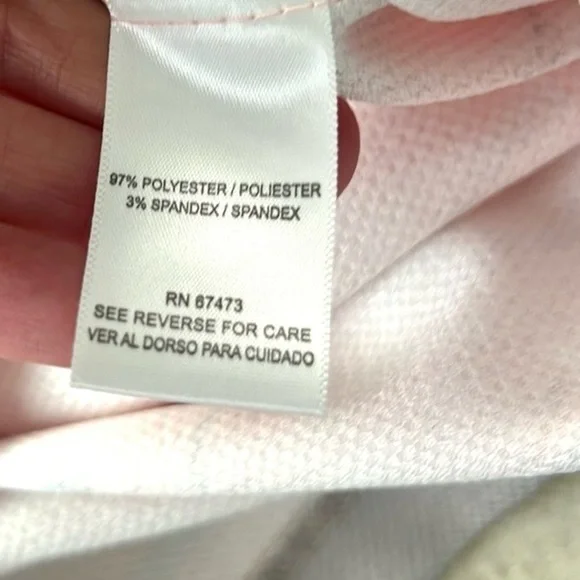 97% POLYESTER / POLIESTER
3% SPANDEX / SPANDEX
RN 67473
SEE REVERSE FOR CARE
VER AL DORSO PARA CUIDADO